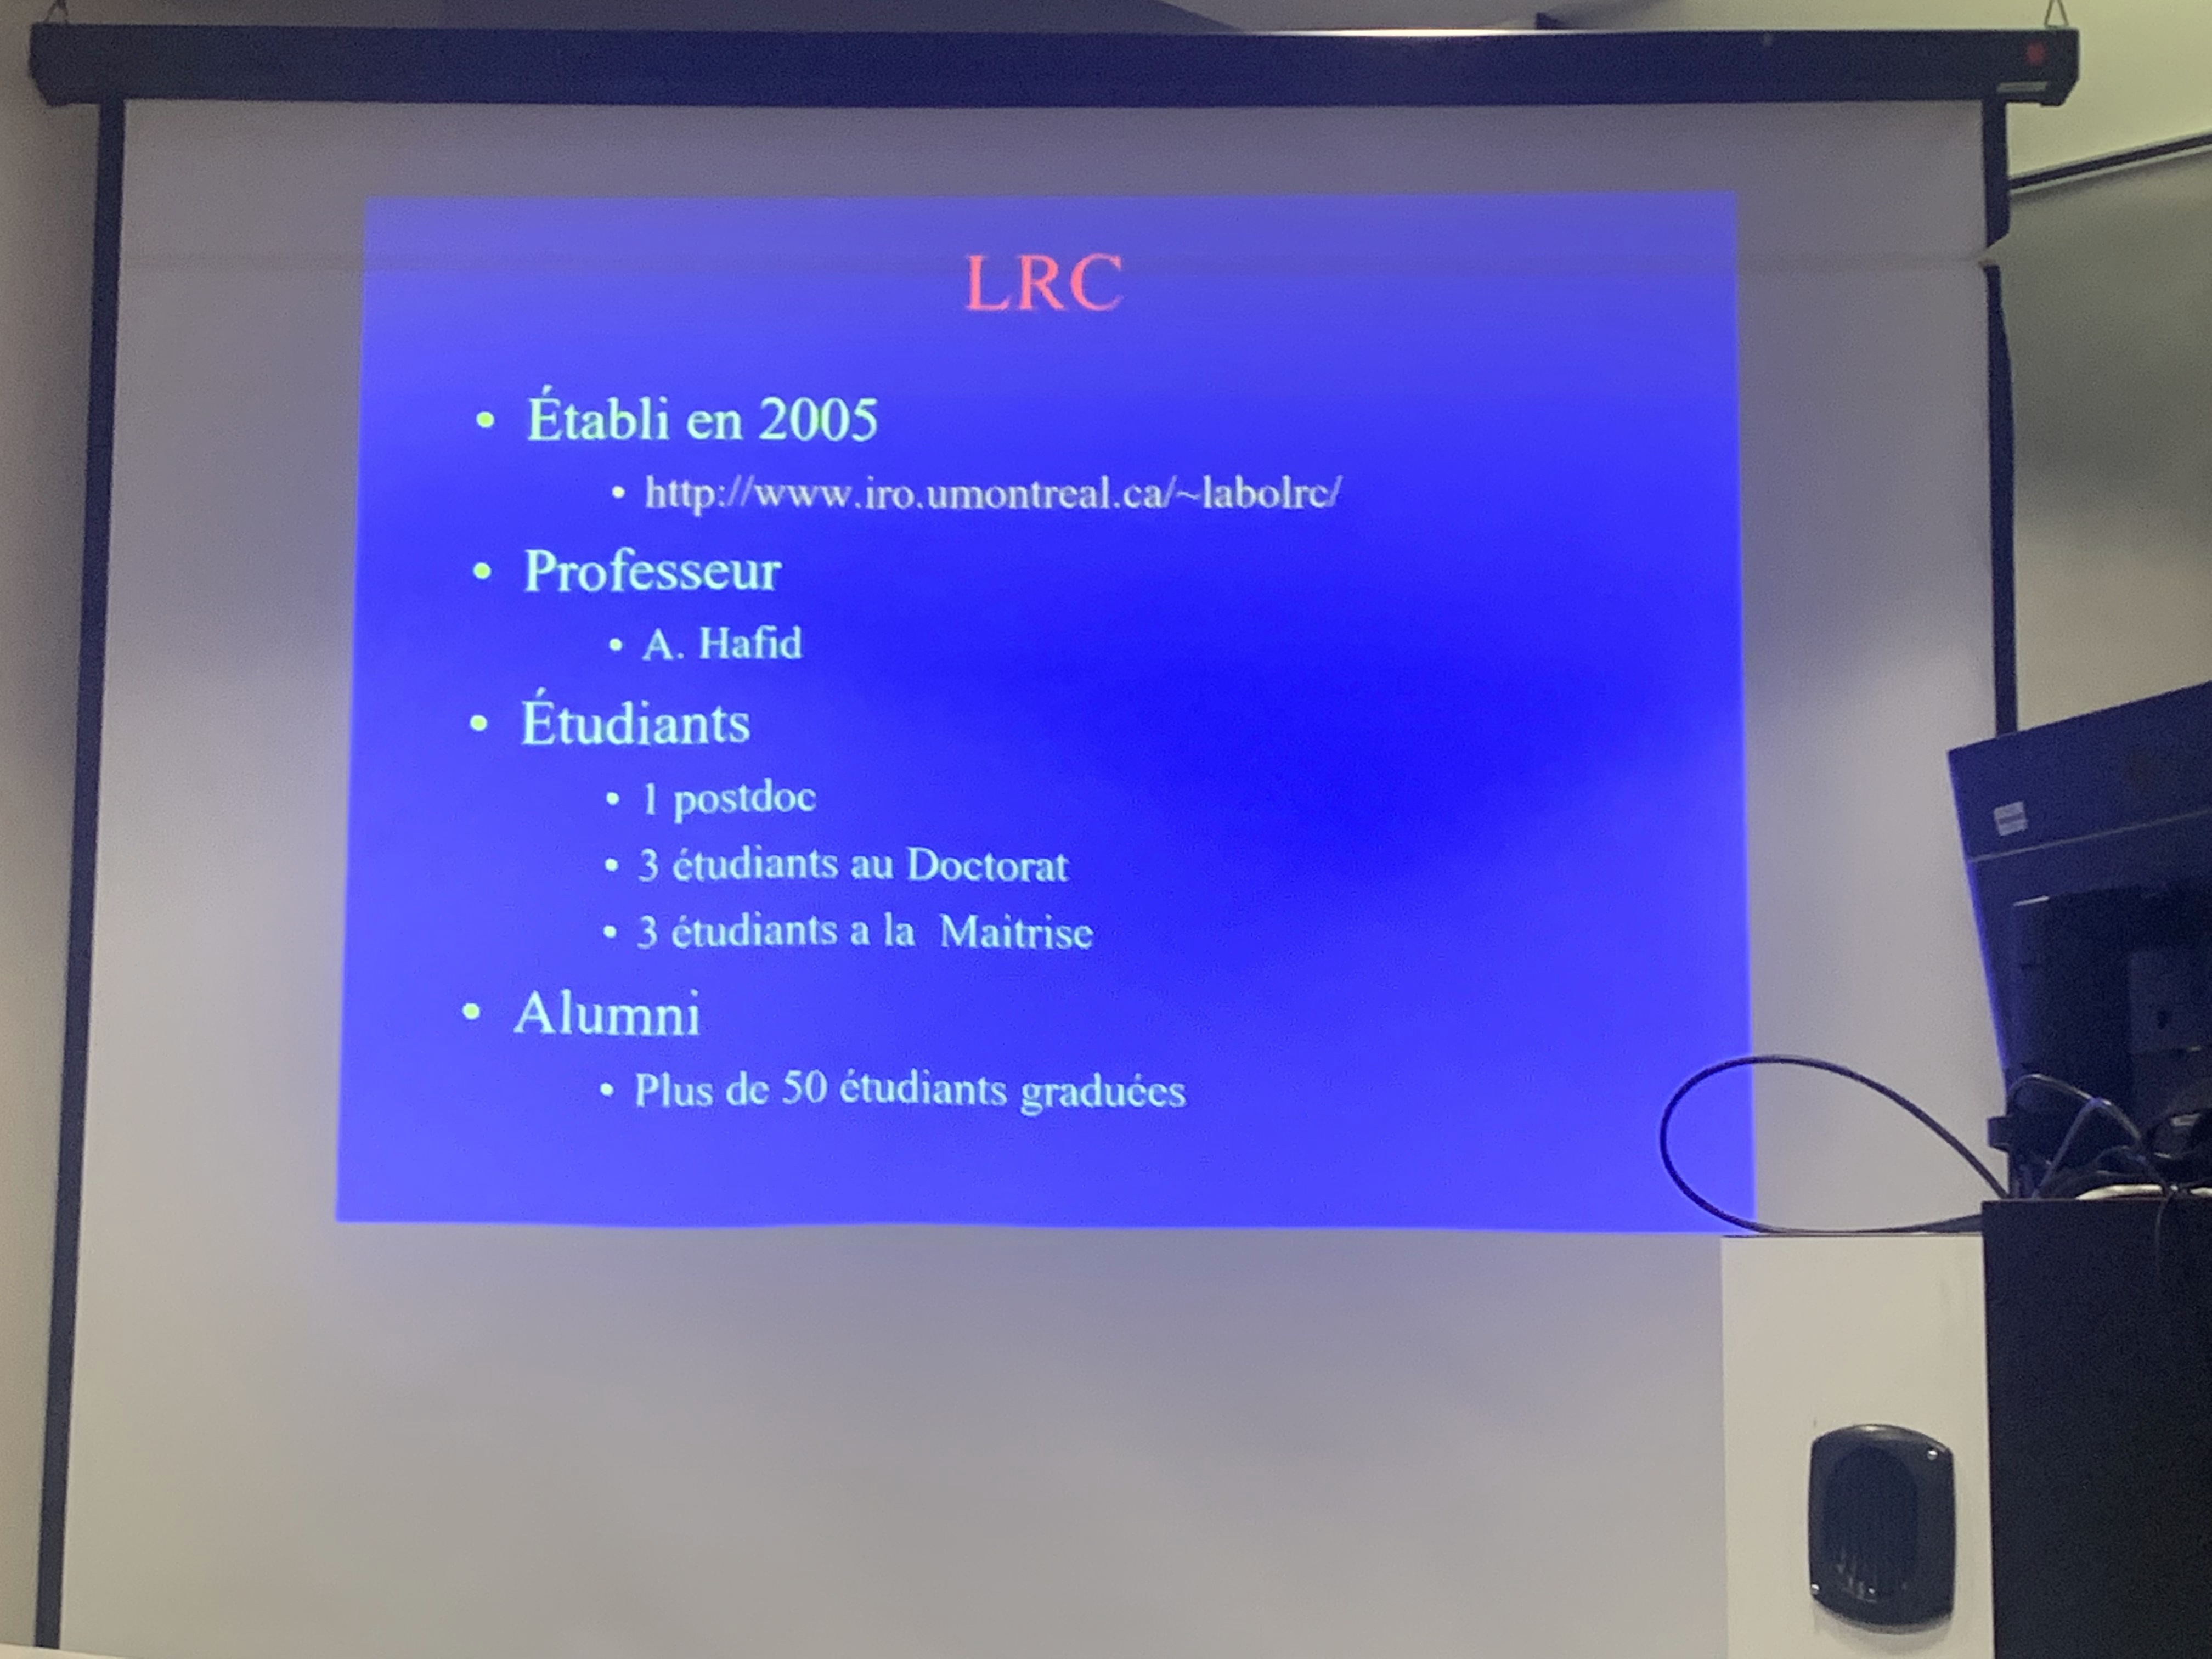 LRC
• Établi en 2005
• http://www.iro.umontreal.ca/~labolrc/
• Professeur
• A. Hafid
• Étudiants
• 1 postdoc
• 3 étudiants au Doctorat
• 3 étudiants a la  Maitrise
• Alumni
• Plus de 50 étudiants graduées